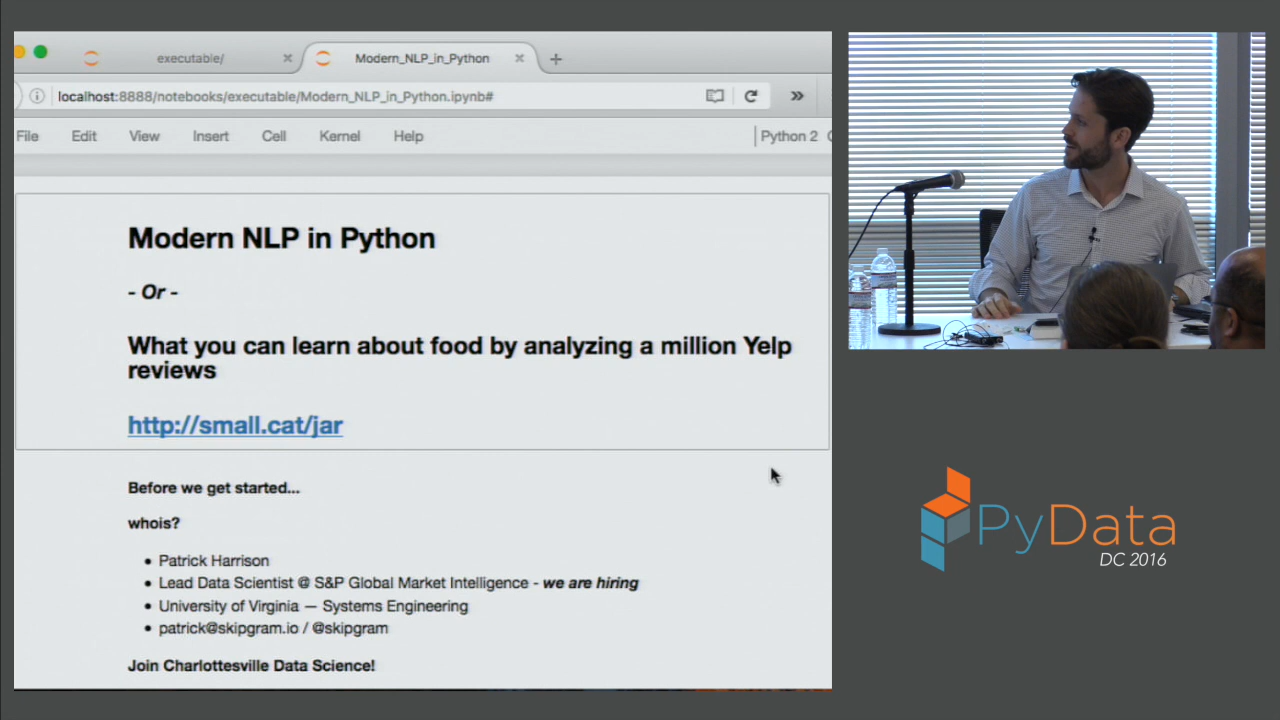 executable/
Modern_NLP_in_Python
localhost:8888/notebooks/executable/Modern_NLP_in_Python.ipynb#
File Edit View Insert Cell Kernel Help Python 2
Modern NLP in Python
- Or -
What you can learn about food by analyzing a million Yelp
reviews
http://small.cat/jar
Before we get started...
whois?
• Patrick Harrison
• Lead Data Scientist @ S&P Global Market Intelligence - we are hiring
• University of Virginia — Systems Engineering
• patrick@skipgram.io / @skipgram
Join Charlottesville Data Science!
PyData
DC 2016